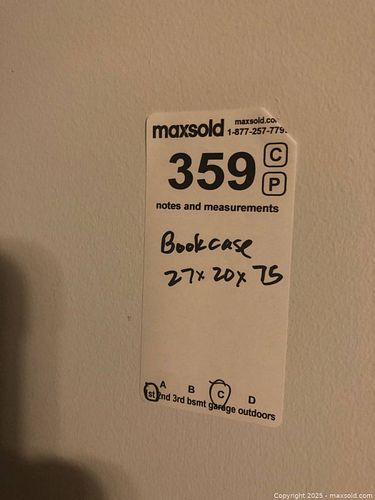 maxsold maxsold.co
1-877-257-779
359 C
P
notes and measurements
Bookcase
27x 20x 75
A B C D
1st 2nd 3rd bsmt garage outdoors
Copyright 2025 - maxsold.com